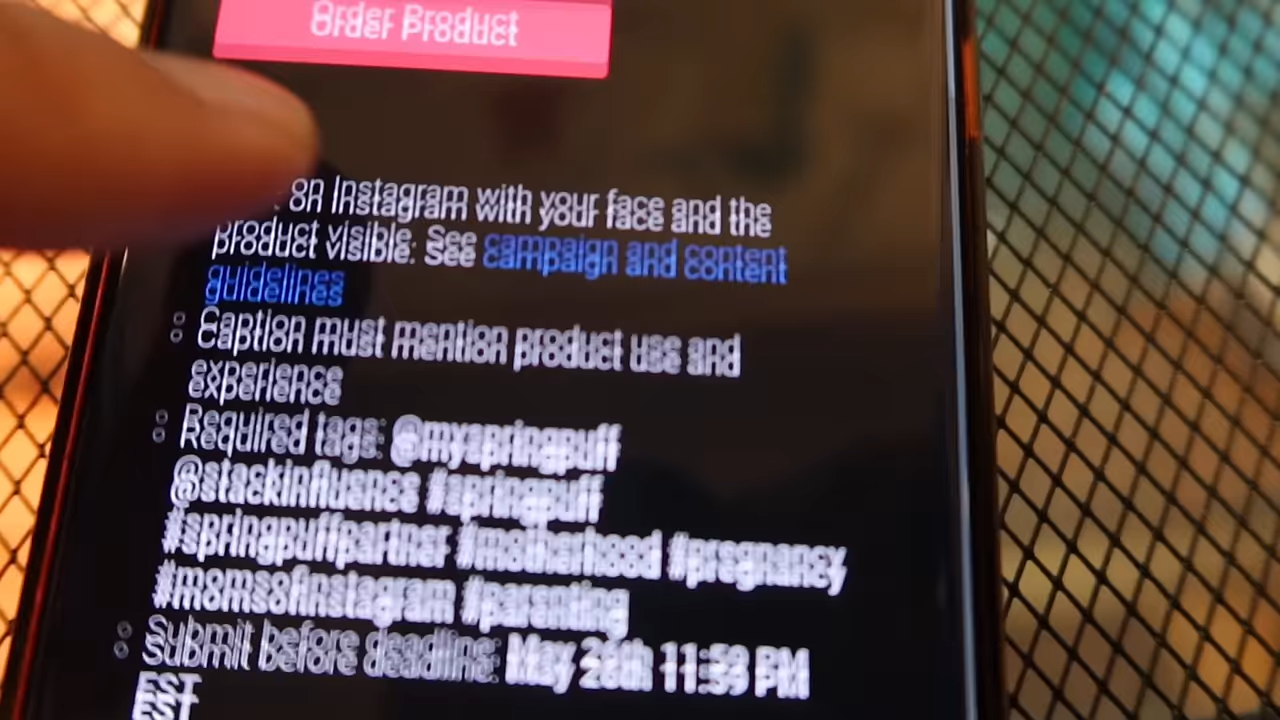 Order Product
on Instagram with your face and the
product visible. See campaign and content
guidelines
Caption must mention product use and
experience
Required tags: @myspringpuff
@stackinfluence #springpuff
#springpuffpartner #motherhood #pregnancy
#momsofinstagram #parenting
Submit before deadline: May 11:59 PM
EST